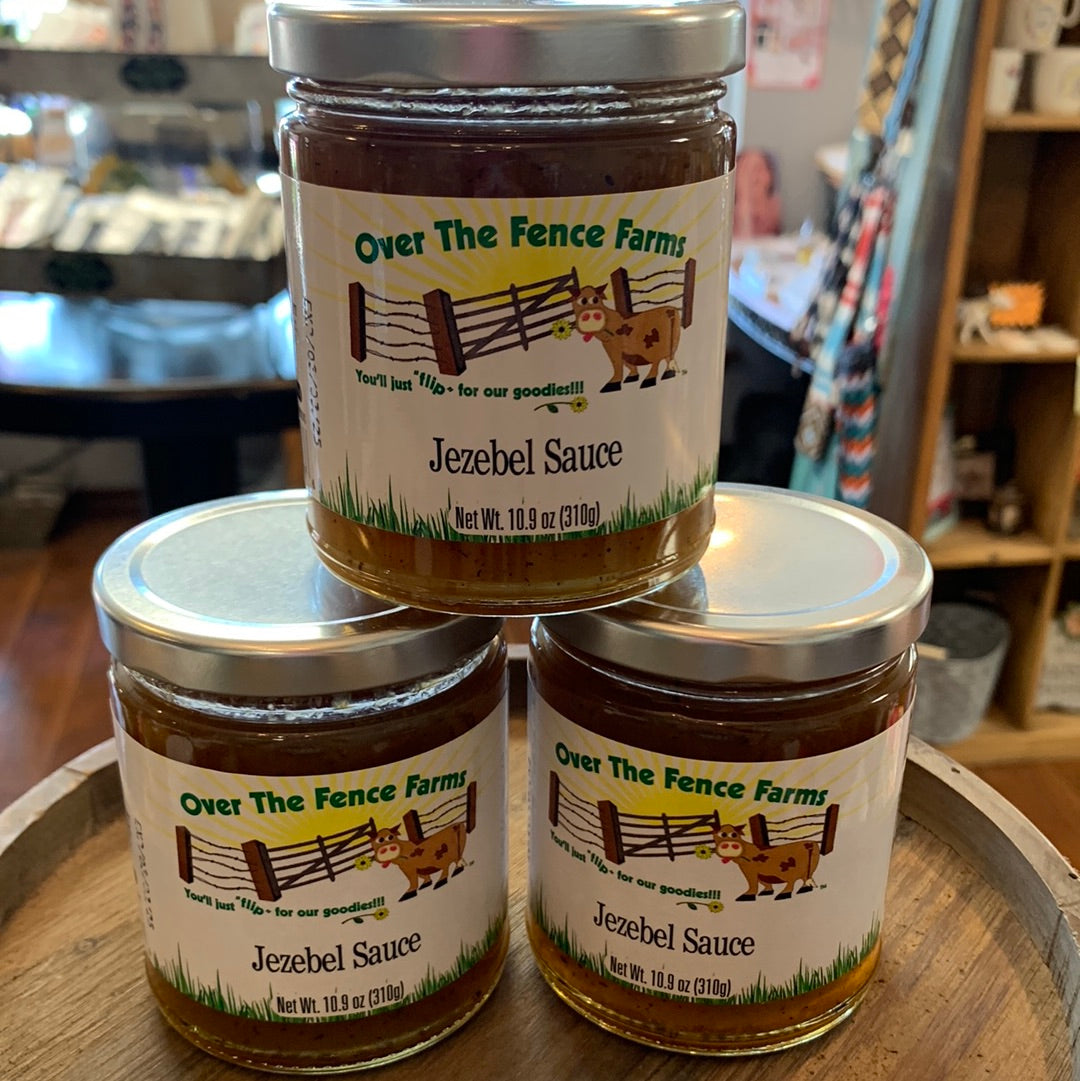 Over The Fence Farms
You'll just "flip" for our goodies!!!
Jezebel Sauce
Net Wt. 10.9 oz (310g)
Over The Fence Farms
You'll just "flip" for our goodies!!!
Jezebel Sauce
Net Wt. 10.9 oz (310g)
Over The Fence Farms
You'll just "flip" for our goodies!!!
Jezebel Sauce
Net Wt. 10.9 oz (310g)